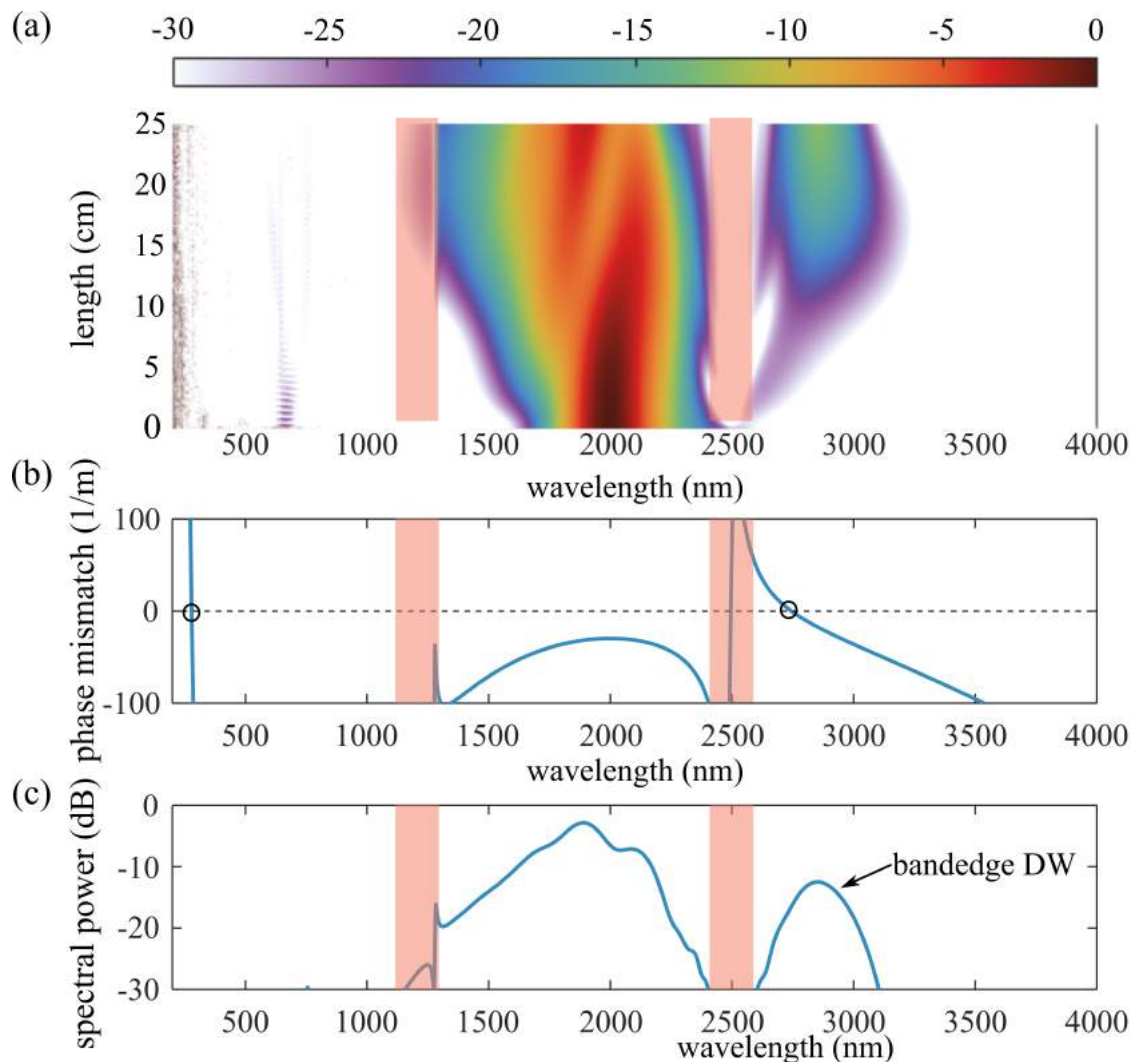 (a)
-30 -25 -20 -15 -10 -5 0
25
20
15
10
5
0
length (cm)
500 1000 1500 2000 2500 3000 3500 4000
wavelength (nm)
(b)
100
0
-100
phase mismatch (1/m)
500 1000 1500 2000 2500 3000 3500 4000
wavelength (nm)
(c)
0
-10
-20
-30
spectral power (dB)
bandedge DW
500 1000 1500 2000 2500 3000 3500 4000
wavelength (nm)